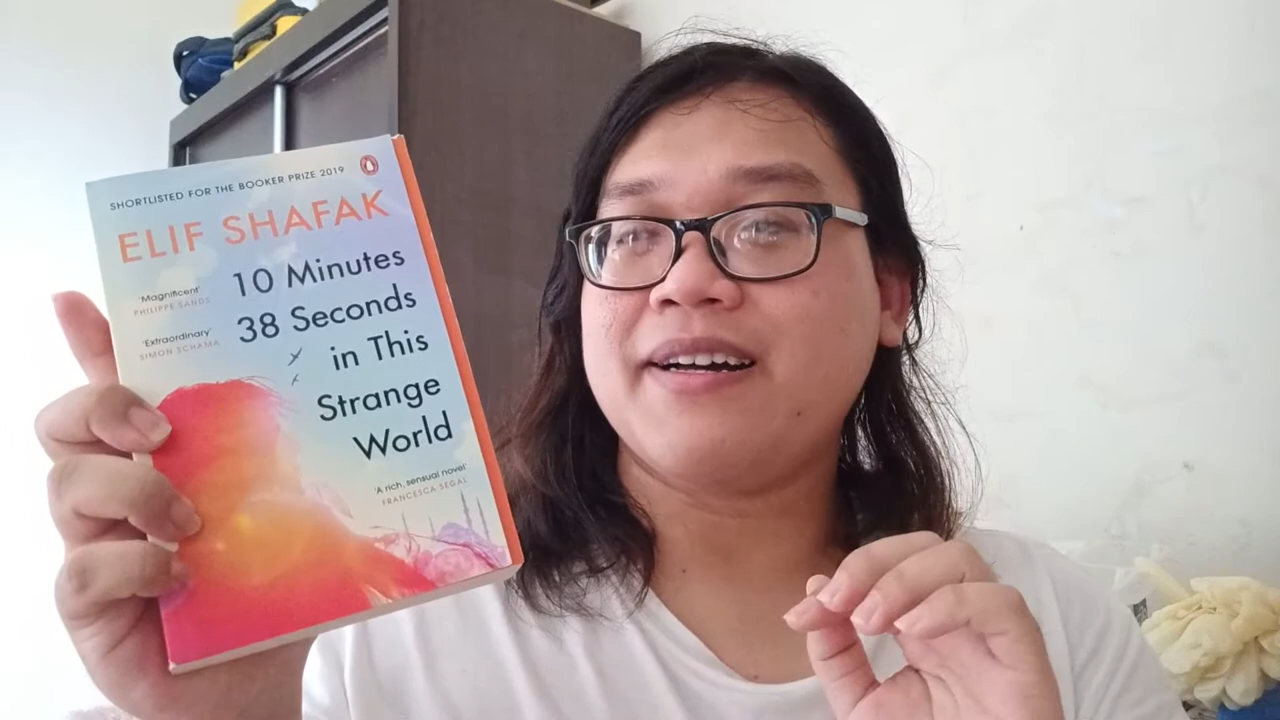 SHORTLISTED FOR THE BOOKER PRIZE 2019
ELIF SHAFAK
10 Minutes
38 Seconds
in This
Strange
World
'Magnificent'
PHILIPPE SANDS
'Extraordinary'
SIMON SCHAMA
'A rich, sensual novel'
FRANCESCA SEGAL